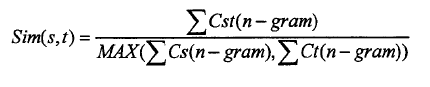 Sim(s,t) = ∑Cst(n-gram) / MAX(∑Cs(n-gram),∑Ct(n-gram))